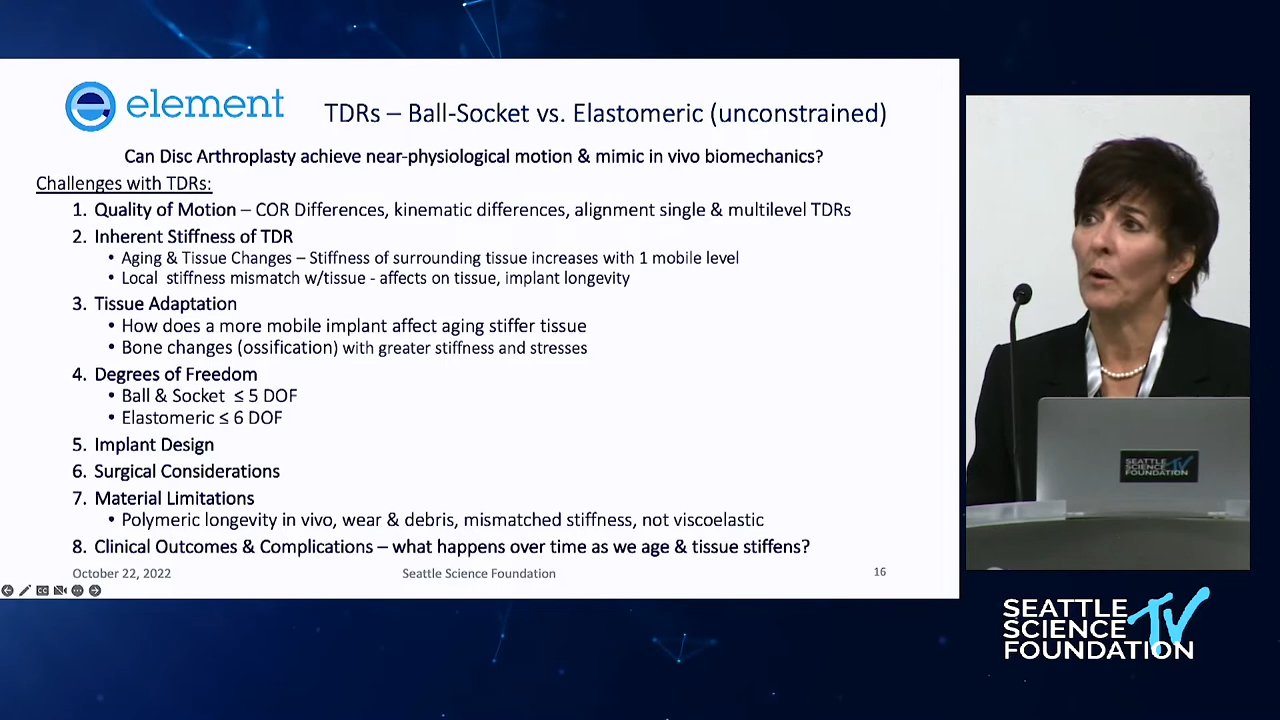 element
TDRs – Ball-Socket vs. Elastomeric (unconstrained)
Can Disc Arthroplasty achieve near-physiological motion & mimic in vivo biomechanics?
Challenges with TDRs:
1. Quality of Motion – COR Differences, kinematic differences, alignment single & multilevel TDRs
2. Inherent Stiffness of TDR
• Aging & Tissue Changes – Stiffness of surrounding tissue increases with 1 mobile level
• Local stiffness mismatch w/tissue - affects on tissue, implant longevity
3. Tissue Adaptation
• How does a more mobile implant affect aging stiffer tissue
• Bone changes (ossification) with greater stiffness and stresses
4. Degrees of Freedom
• Ball & Socket ≤ 5 DOF
• Elastomeric ≤ 6 DOF
5. Implant Design
6. Surgical Considerations
7. Material Limitations
• Polymeric longevity in vivo, wear & debris, mismatched stiffness, not viscoelastic
8. Clinical Outcomes & Complications – what happens over time as we age & tissue stiffens?
October 22, 2022
Seattle Science Foundation
16
SEATTLE
SCIENCE TV
FOUNDATION
SEATTLE
SCIENCE TV
FOUNDATION